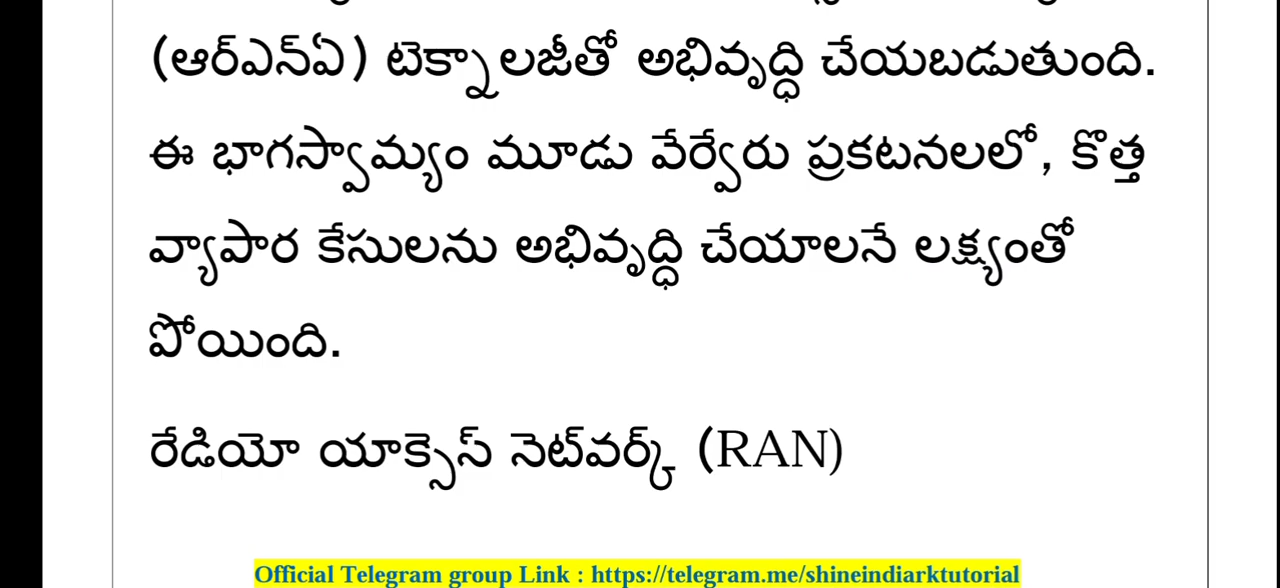 (ఆర్ఎన్ఏ) టెక్నాలజీతో అభివృద్ధి చేయబడుతుంది.
ఈ భాగస్వామ్యం మూడు వేర్వేరు ప్రకటనలలో, కొత్త
వ్యాపార కేసులను అభివృద్ధి చేయాలనే లక్ష్యంతో
పోయింది.
రేడియో యాక్సెస్ నెట్‌వర్క్ (RAN)
Official Telegram group Link : https://telegram.me/shineindiarktutorial